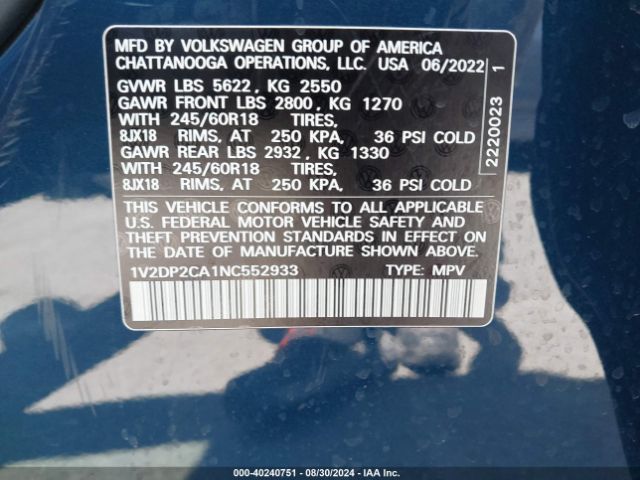 MFD BY VOLKSWAGEN GROUP OF AMERICA
CHATTANOOGA OPERATIONS, LLC. USA 06/2022
GVWR LBS 5622, KG 2550
GAWR FRONT LBS 2800, KG 1270
WITH 245/60R18 TIRES,
8JX18 RIMS, AT 250 KPA, 36 PSI COLD
GAWR REAR LBS 2932, KG 1330
WITH 245/60R18 TIRES,
8JX18 RIMS, AT 250 KPA, 36 PSI COLD
THIS VEHICLE CONFORMS TO ALL APPLICABLE
U.S. FEDERAL MOTOR VEHICLE SAFETY AND
THEFT PREVENTION STANDARDS IN EFFECT ON
THE DATE OF MANUFACTURE SHOWN ABOVE.
1V2DP2CA1NC552933 TYPE: MPV
2220023 1
COPART - 40240751 - 08/30/2024 - IAA Inc.